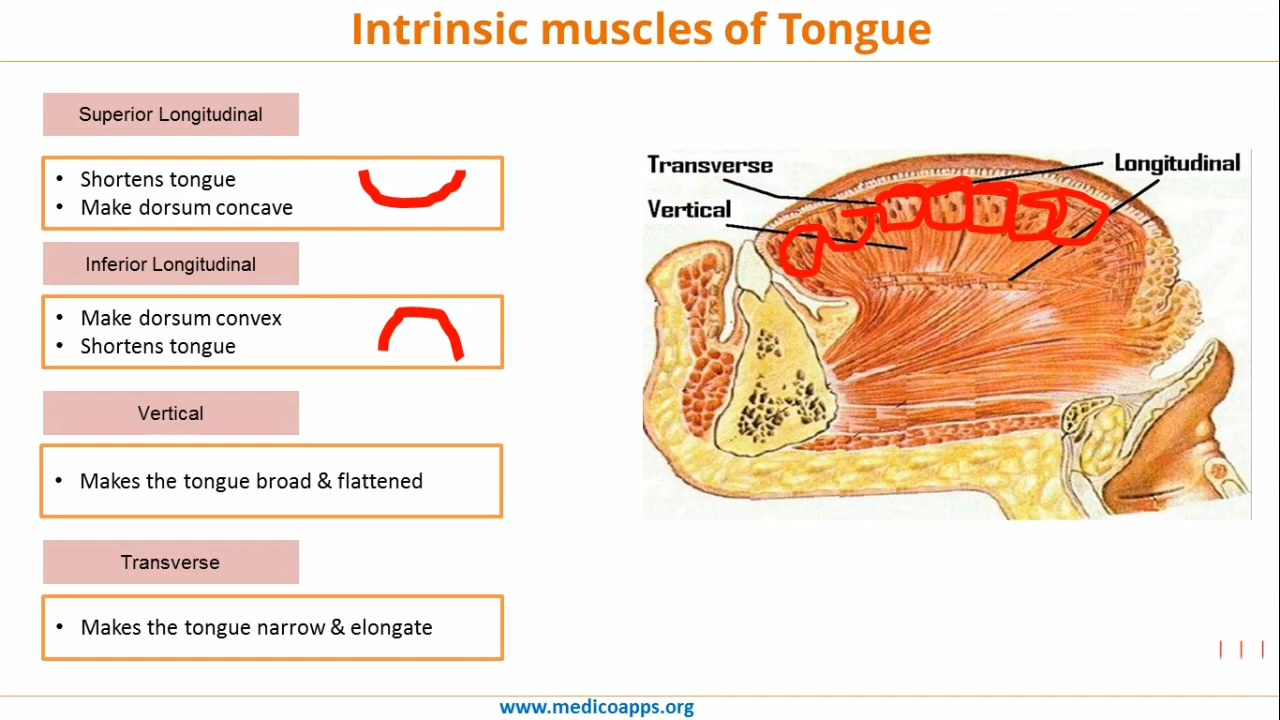 Intrinsic muscles of Tongue
Superior Longitudinal
• Shortens tongue
• Make dorsum concave
Inferior Longitudinal
• Make dorsum convex
• Shortens tongue
Vertical
• Makes the tongue broad & flattened
Transverse
• Makes the tongue narrow & elongate
Transverse
Longitudinal
Vertical
www.medicoapps.org